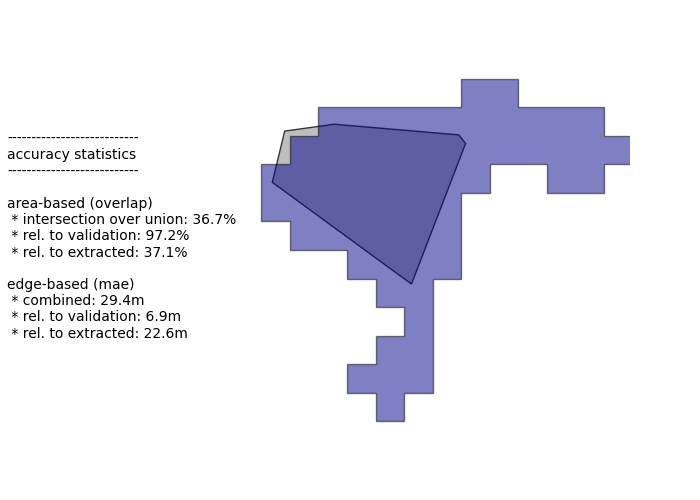 ---------------------------
accuracy statistics
---------------------------
area-based (overlap)
* intersection over union: 36.7%
* rel. to validation: 97.2%
* rel. to extracted: 37.1%
edge-based (mae)
* combined: 29.4m
* rel. to validation: 6.9m
* rel. to extracted: 22.6m